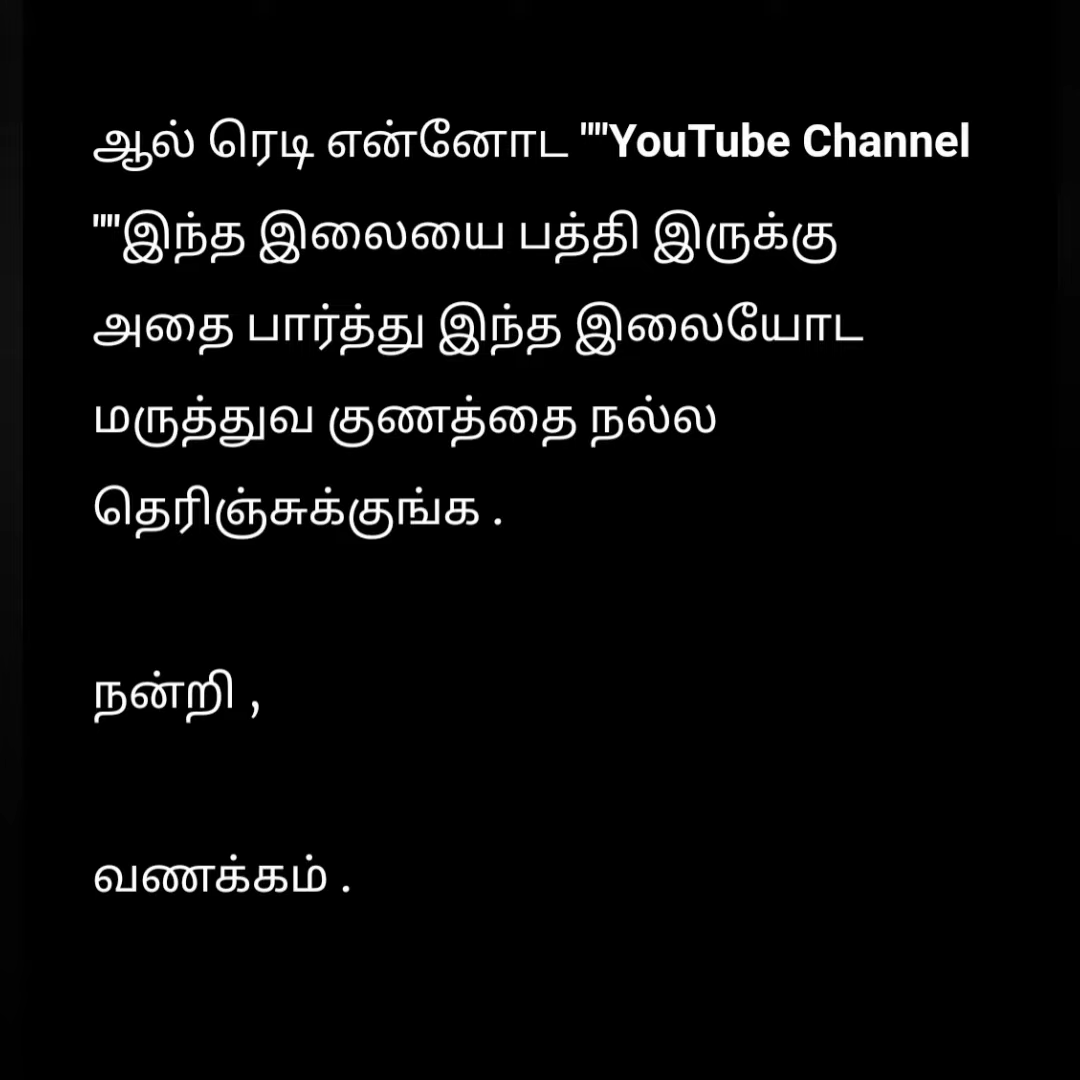 ஆல் ரெடி என்னோட ""YouTube Channel
""இந்த இலையை பத்தி இருக்கு
அதை பார்த்து இந்த இலையோட
மருத்துவ குணத்தை நல்ல
தெரிஞ்சுக்குங்க .
நன்றி ,
வணக்கம் .